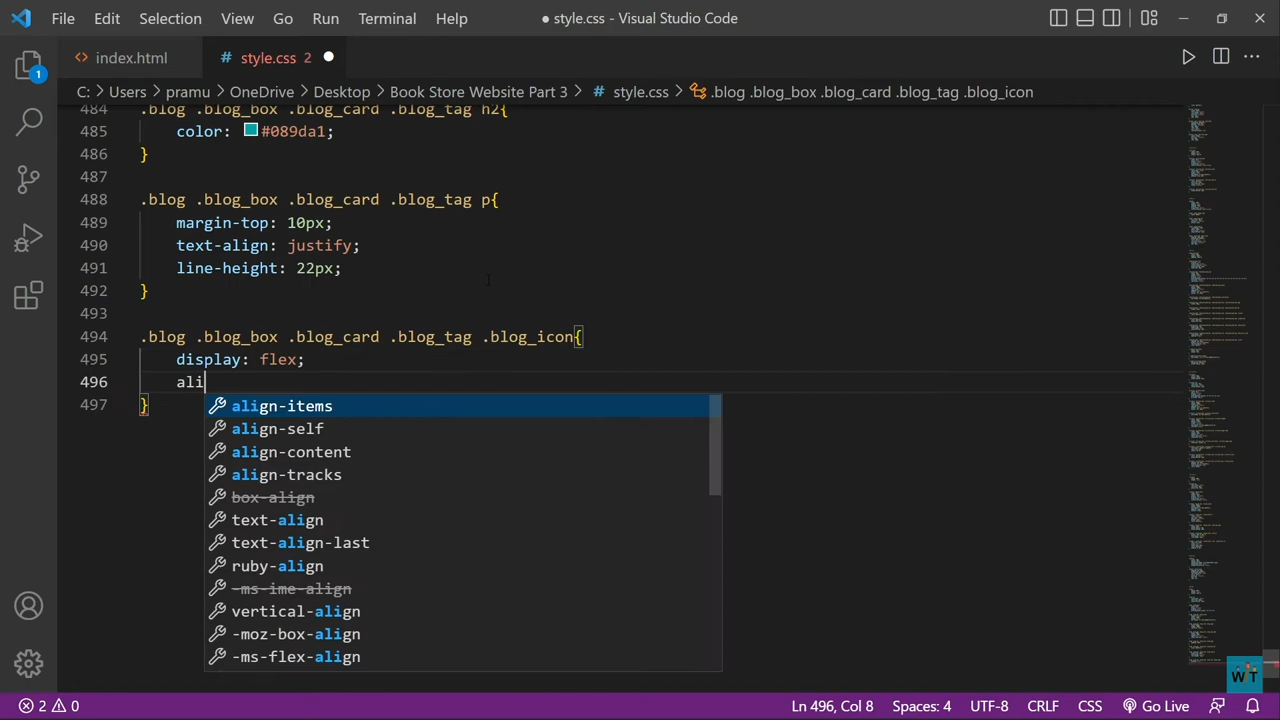 File Edit Selection View Go Run Terminal Help ● style.css - Visual Studio Code
<> index.html # style.css 2 ●
C: > Users > pramu > OneDrive > Desktop > Book Store Website Part 3 > # style.css > .blog .blog_box .blog_card .blog_tag .blog_icon
1
484 .blog .blog_box .blog_card .blog_tag h2{
485 color: #089da1;
486 }
487
488 .blog .blog_box .blog_card .blog_tag p{
489 margin-top: 10px;
490 text-align: justify;
491 line-height: 22px;
492 }
493
494 .blog .blog_box .blog_card .blog_tag .blog_icon{
495 display: flex;
496 ali
497 }
align-items
align-self
align-content
align-tracks
box-align
text-align
text-align-last
ruby-align
-ms-ime-align
vertical-align
-moz-box-align
-ms-flex-align
WT
2 0 Ln 496, Col 8 Spaces: 4 UTF-8 CRLF CSS Go Live